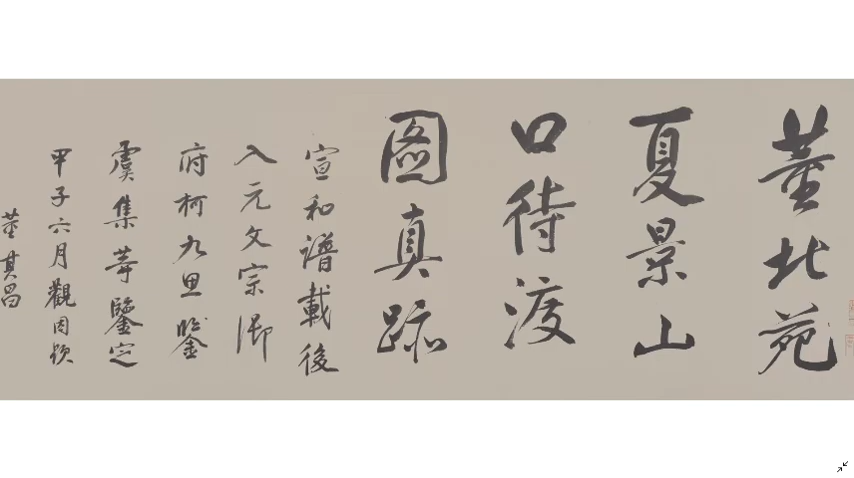 董北苑
夏景山
口待渡
圖真跡
宣和譜載後
入元文宗御
府柯九思鑒
虞集等鑒定
甲子六月觀因題
董其昌